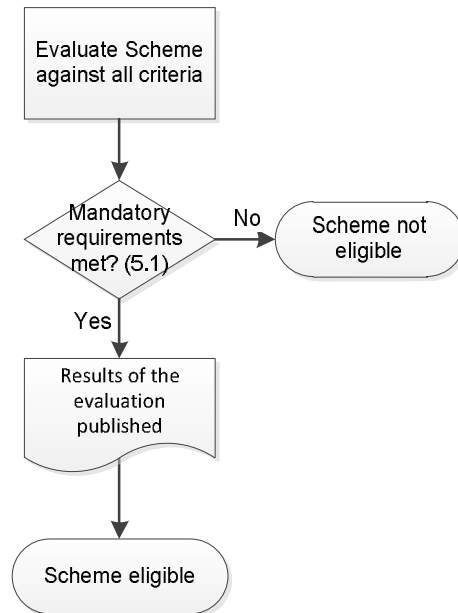 Evaluate Scheme
against all criteria
Mandatory
requirements
met? (5.1)
No
Scheme not
eligible
Yes
Results of the
evaluation
published
Scheme eligible